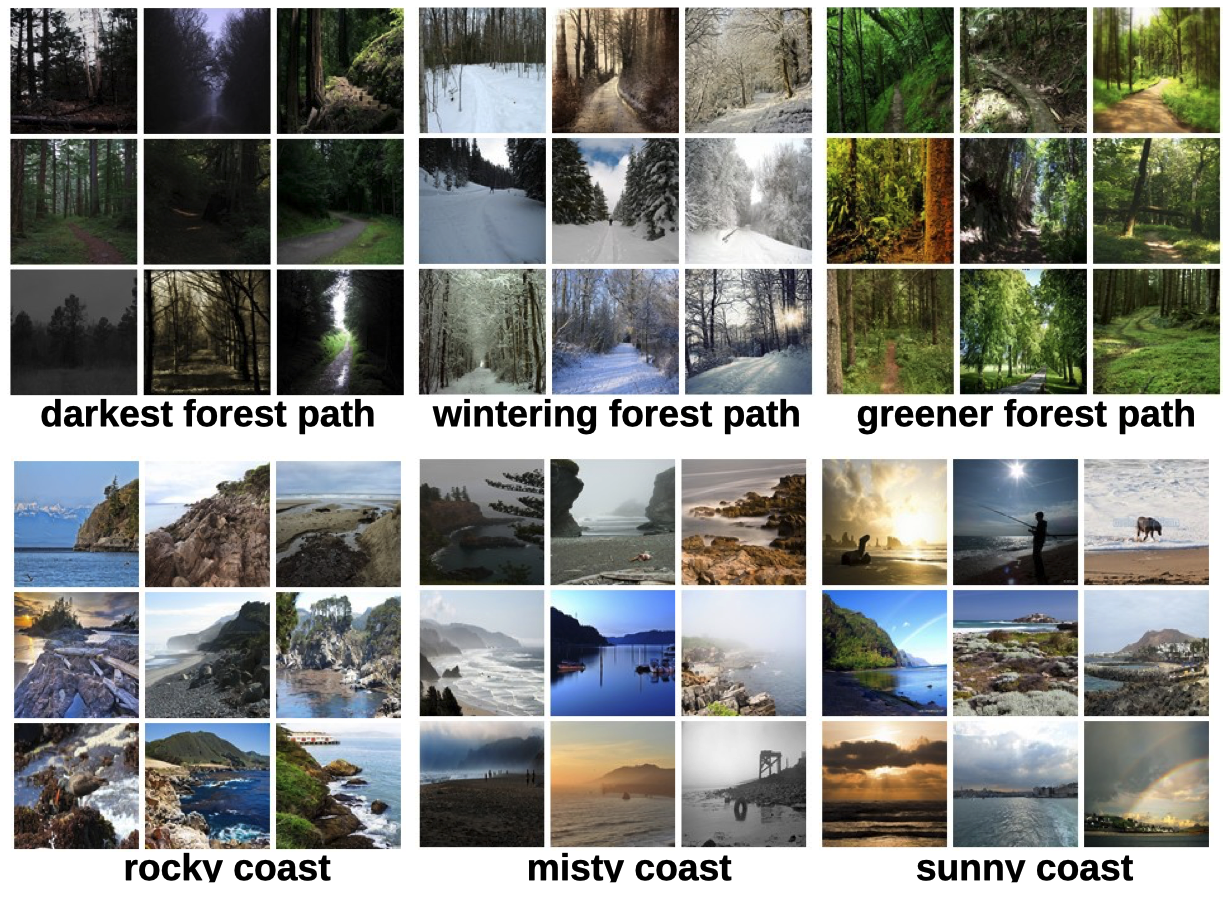 darkest forest path
wintering forest path
greener forest path
rocky coast
misty coast
sunny coast